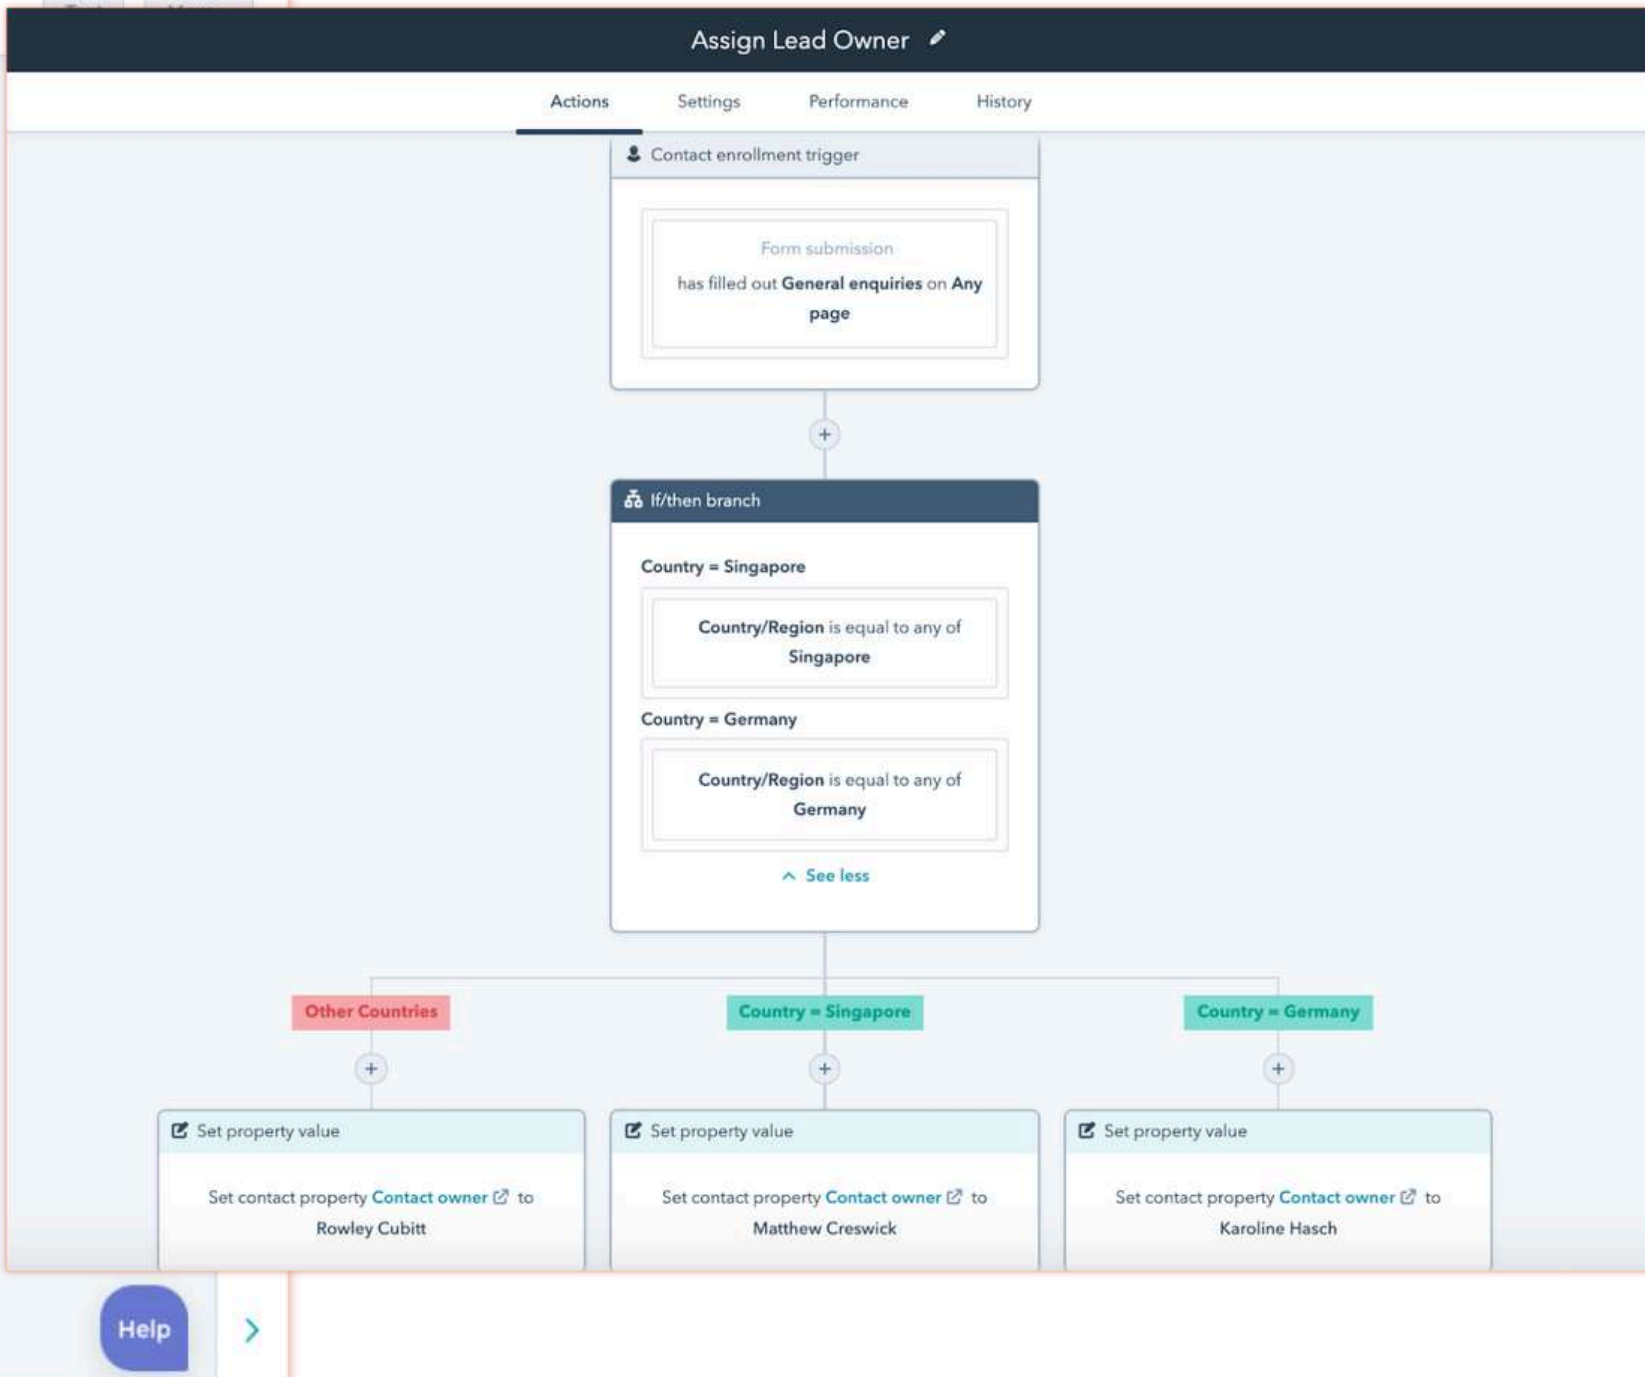 Assign Lead Owner
Actions Settings Performance History
Contact enrollment trigger
Form submission
has filled out General enquiries on Any
page
If/then branch
Country = Singapore
Country/Region is equal to any of
Singapore
Country = Germany
Country/Region is equal to any of
Germany
See less
Other Countries
Country = Singapore
Country = Germany
Set property value
Set contact property Contact owner to
Rowley Cubitt
Set property value
Set contact property Contact owner to
Matthew Creswick
Set property value
Set contact property Contact owner to
Karoline Hasch
Help